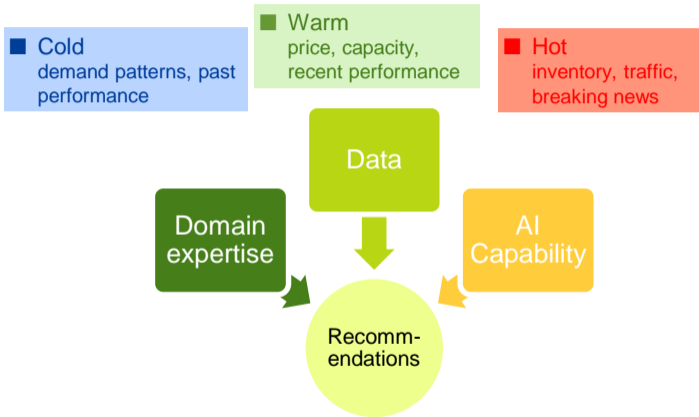 Cold
demand patterns, past
performance
Warm
price, capacity,
recent performance
Hot
inventory, traffic,
breaking news
Data
Domain
expertise
AI
Capability
Recomm-
endations